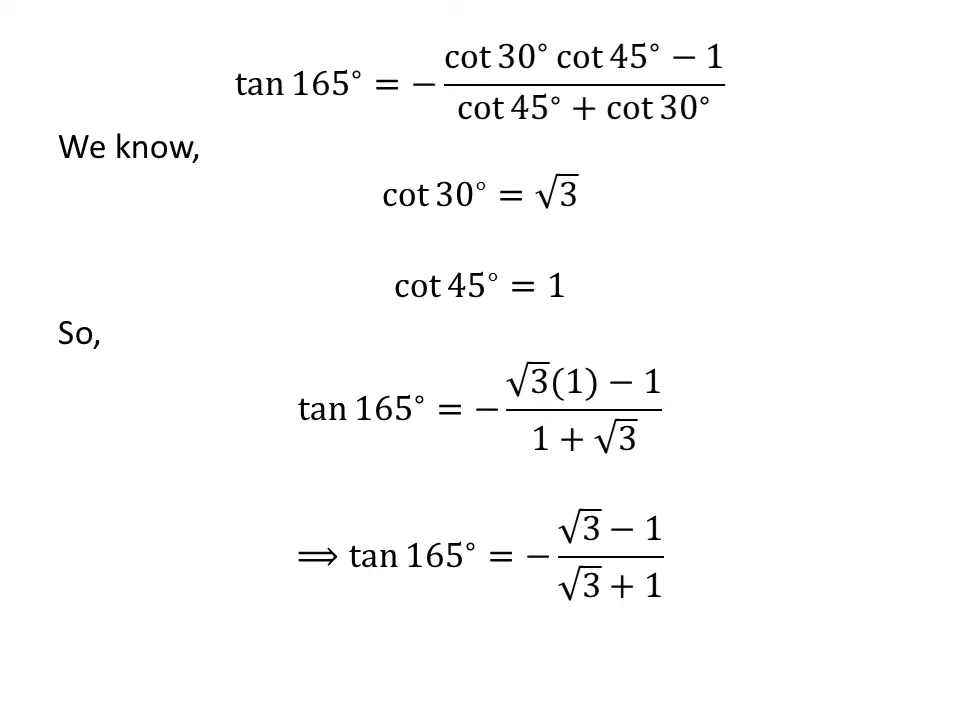 tan 165° = −(cot 30° cot 45° − 1)/(cot 45° + cot 30°)
We know,
cot 30° = √3
cot 45° = 1
So,
tan 165° = −(√3(1) − 1)/(1 + √3)
⟹ tan 165° = −(√3 − 1)/(√3 + 1)